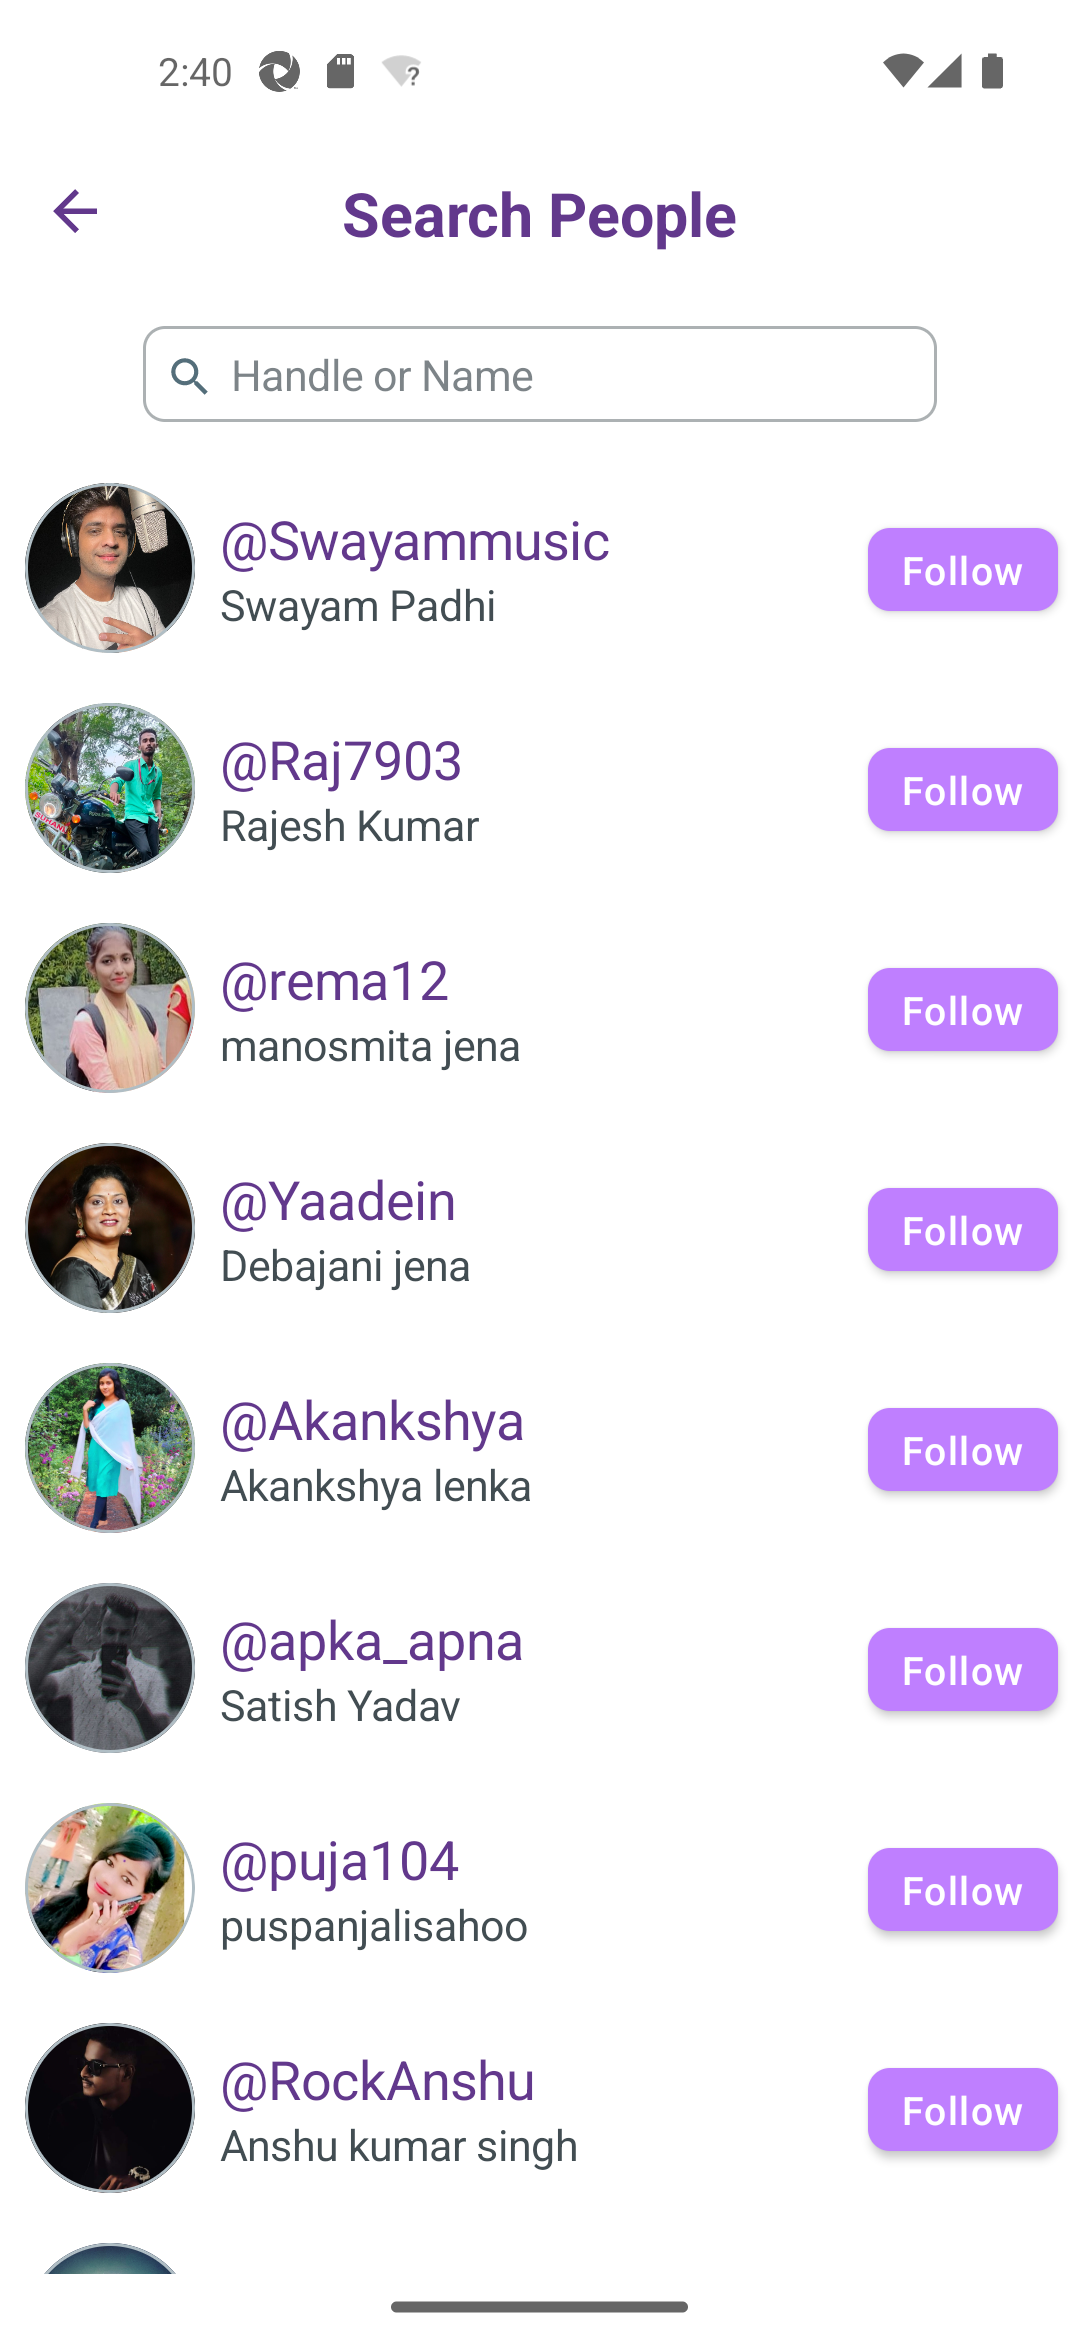 2:40
Search People
Handle or Name
@Swayammusic
Swayam Padhi
Follow
@Raj7903
Rajesh Kumar
Follow
@rema12
manosmita jena
Follow
@Yaadein
Debajani jena
Follow
@Akankshya
Akankshya lenka
Follow
@apka_apna
Satish Yadav
Follow
@puja104
puspanjalisahoo
Follow
@RockAnshu
Anshu kumar singh
Follow